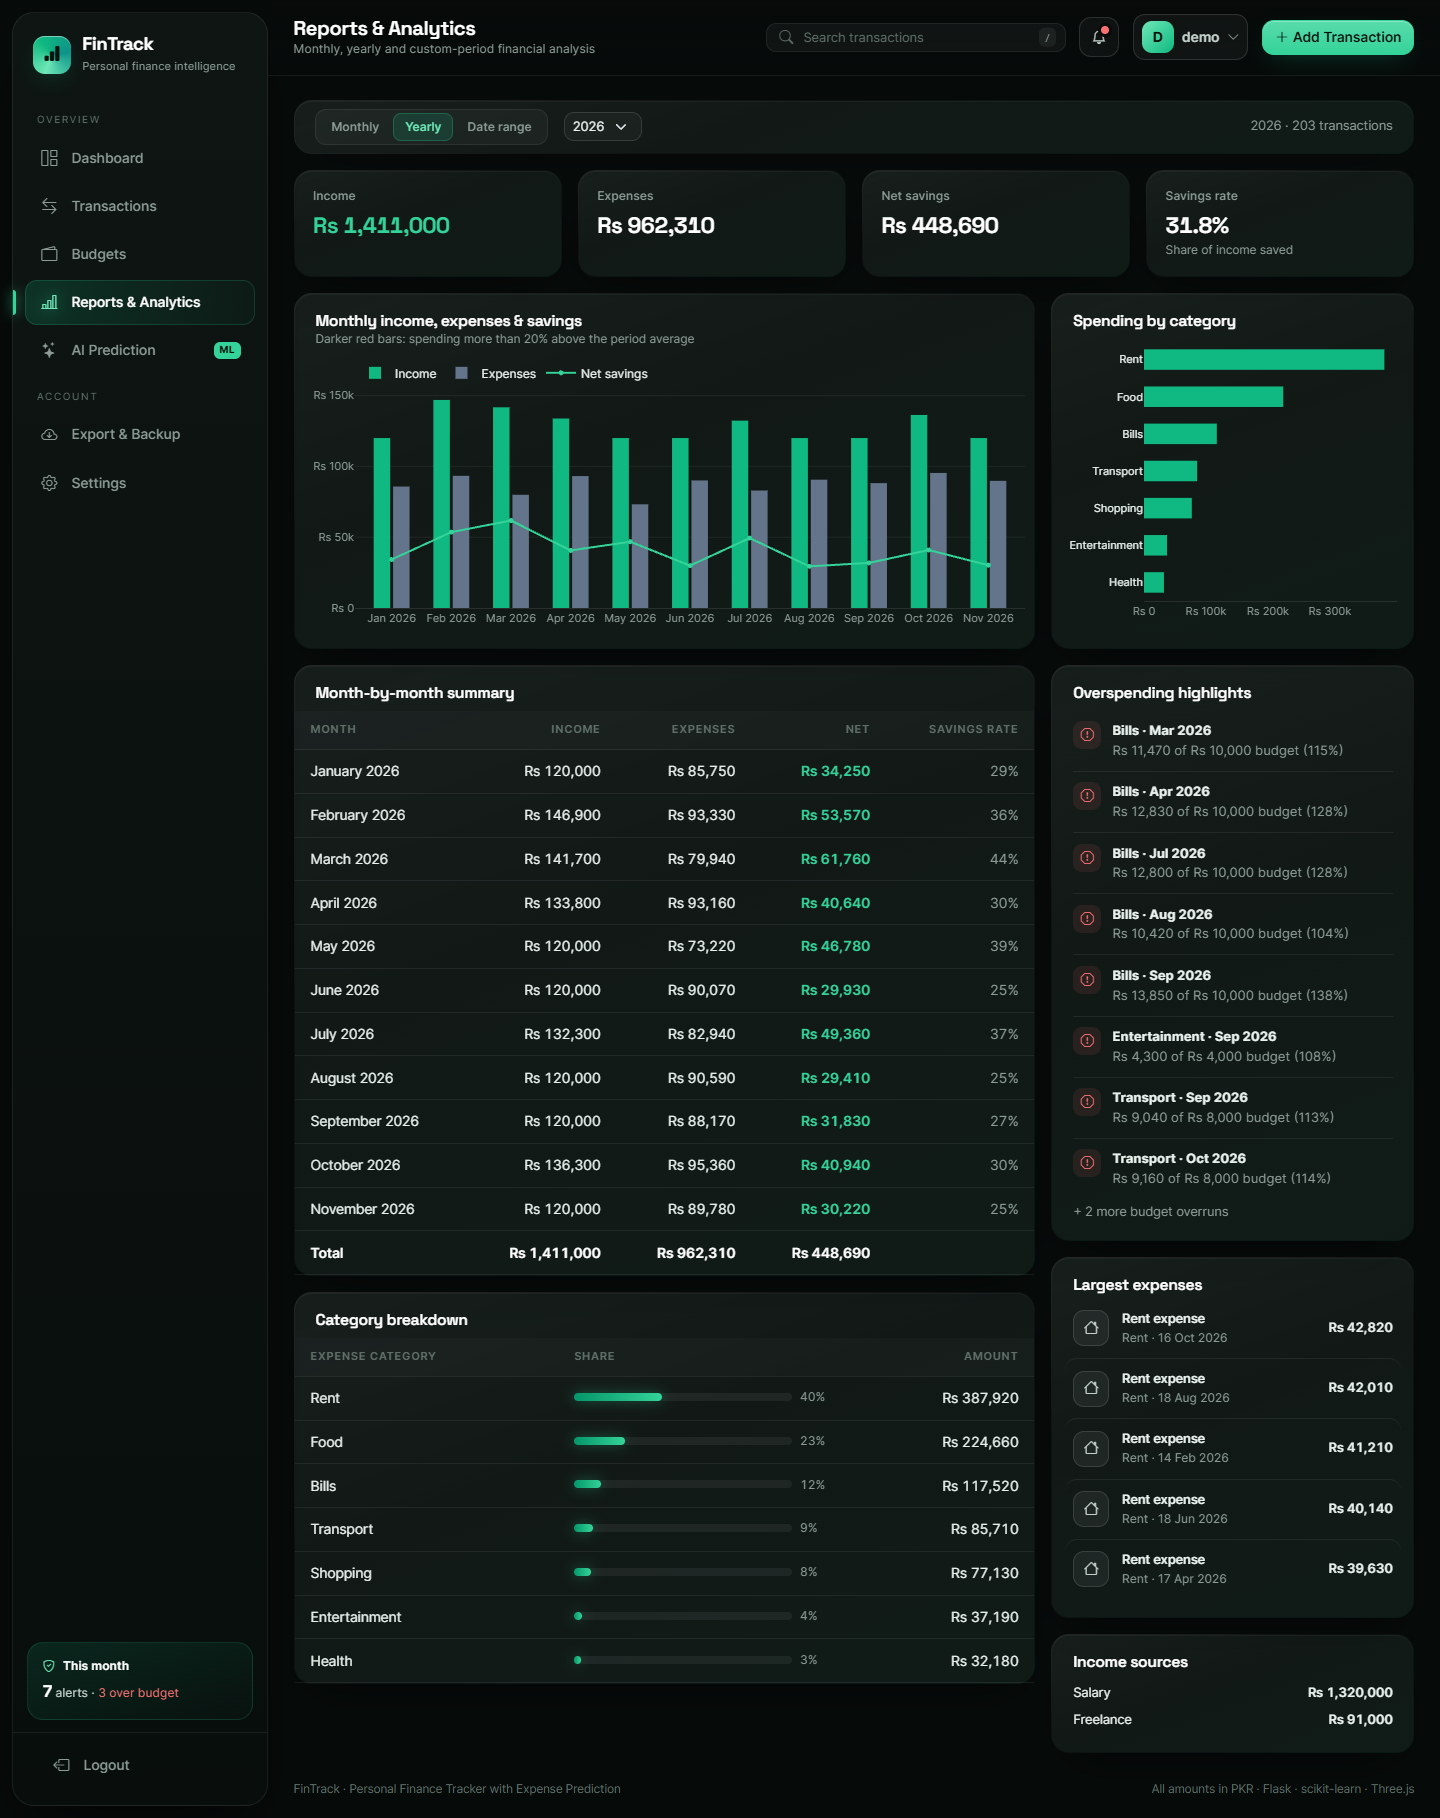 FinTrack
Personal finance intelligence
OVERVIEW
Dashboard
Transactions
Budgets
Reports & Analytics
AI Prediction ML
ACCOUNT
Export & Backup
Settings
This month
7 alerts · 3 over budget
Logout
Reports & Analytics
Monthly, yearly and custom-period financial analysis
Search transactions /
D demo
+ Add Transaction
Monthly Yearly Date range 2026
2026 · 203 transactions
Income
Rs 1,411,000
Expenses
Rs 962,310
Net savings
Rs 448,690
Savings rate
31.8%
Share of income saved
Monthly income, expenses & savings
Darker red bars: spending more than 20% above the period average
Income Expenses Net savings
Rs 150k
Rs 100k
Rs 50k
Rs 0
Jan 2026 Feb 2026 Mar 2026 Apr 2026 May 2026 Jun 2026 Jul 2026 Aug 2026 Sep 2026 Oct 2026 Nov 2026
Spending by category
Rent
Food
Bills
Transport
Shopping
Entertainment
Health
Rs 0 Rs 100k Rs 200k Rs 300k
Month-by-month summary
MONTH INCOME EXPENSES NET SAVINGS RATE
January 2026 Rs 120,000 Rs 85,750 Rs 34,250 29%
February 2026 Rs 146,900 Rs 93,330 Rs 53,570 36%
March 2026 Rs 141,700 Rs 79,940 Rs 61,760 44%
April 2026 Rs 133,800 Rs 93,160 Rs 40,640 30%
May 2026 Rs 120,000 Rs 73,220 Rs 46,780 39%
June 2026 Rs 120,000 Rs 90,070 Rs 29,930 25%
July 2026 Rs 132,300 Rs 82,940 Rs 49,360 37%
August 2026 Rs 120,000 Rs 90,590 Rs 29,410 25%
September 2026 Rs 120,000 Rs 88,170 Rs 31,830 27%
October 2026 Rs 136,300 Rs 95,360 Rs 40,940 30%
November 2026 Rs 120,000 Rs 89,780 Rs 30,220 25%
Total Rs 1,411,000 Rs 962,310 Rs 448,690
Category breakdown
EXPENSE CATEGORY SHARE AMOUNT
Rent 40% Rs 387,920
Food 23% Rs 224,660
Bills 12% Rs 117,520
Transport 9% Rs 85,710
Shopping 8% Rs 77,130
Entertainment 4% Rs 37,190
Health 3% Rs 32,180
Overspending highlights
Bills · Mar 2026
Rs 11,470 of Rs 10,000 budget (115%)
Bills · Apr 2026
Rs 12,830 of Rs 10,000 budget (128%)
Bills · Jul 2026
Rs 12,800 of Rs 10,000 budget (128%)
Bills · Aug 2026
Rs 10,420 of Rs 10,000 budget (104%)
Bills · Sep 2026
Rs 13,850 of Rs 10,000 budget (138%)
Entertainment · Sep 2026
Rs 4,300 of Rs 4,000 budget (108%)
Transport · Sep 2026
Rs 9,040 of Rs 8,000 budget (113%)
Transport · Oct 2026
Rs 9,160 of Rs 8,000 budget (114%)
+ 2 more budget overruns
Largest expenses
Rent expense
Rent · 16 Oct 2026
Rs 42,820
Rent expense
Rent · 18 Aug 2026
Rs 42,010
Rent expense
Rent · 14 Feb 2026
Rs 41,210
Rent expense
Rent · 18 Jun 2026
Rs 40,140
Rent expense
Rent · 17 Apr 2026
Rs 39,630
Income sources
Salary Rs 1,320,000
Freelance Rs 91,000
FinTrack · Personal Finance Tracker with Expense Prediction
All amounts in PKR · Flask · scikit-learn · Three.js